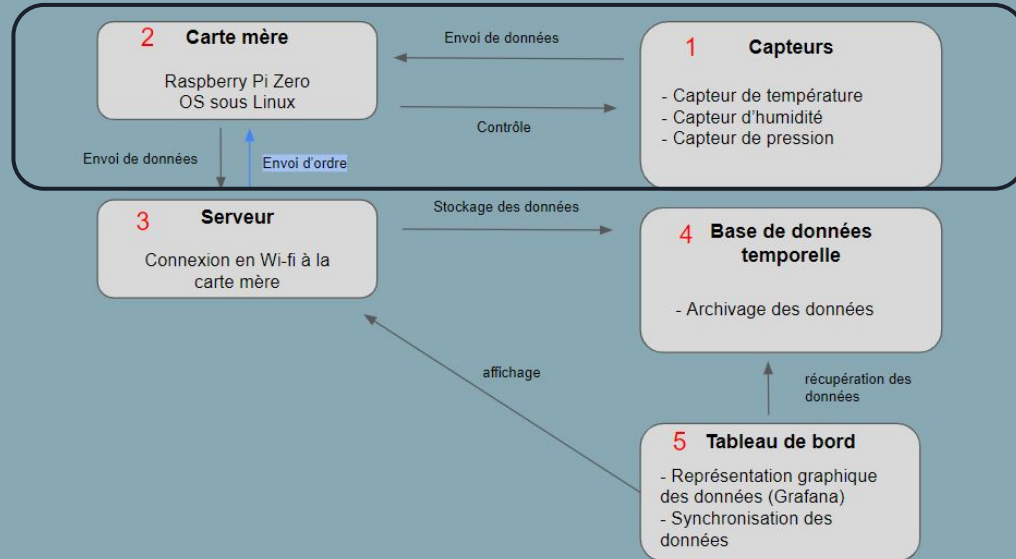 2 Carte mère
Raspberry Pi Zero
OS sous Linux
Envoi de données
Contrôle
1 Capteurs
- Capteur de température
- Capteur d'humidité
- Capteur de pression
Envoi de données
Envoi d'ordre
3 Serveur
Connexion en Wi-fi à la
carte mère
Stockage des données
4 Base de données
temporelle
- Archivage des données
affichage
récupération des
données
5 Tableau de bord
- Représentation graphique
des données (Grafana)
- Synchronisation des
données